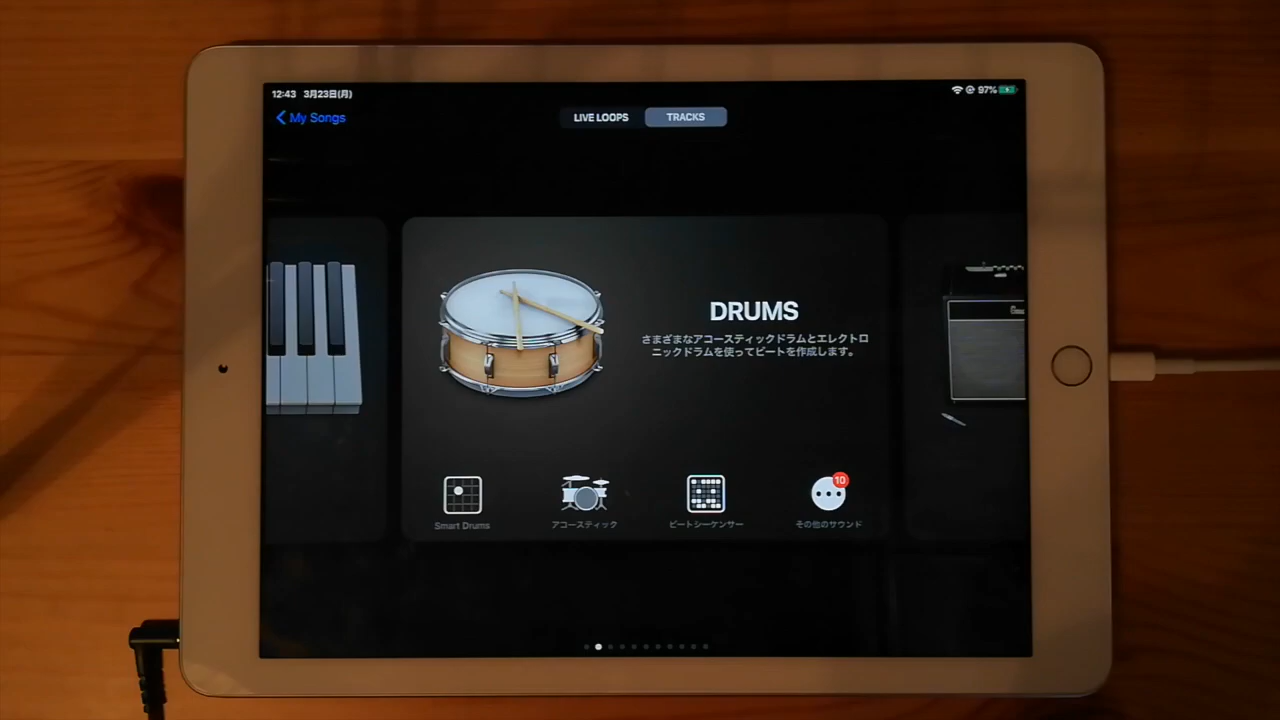 12:43 3月23日(月)
97%
My Songs
LIVE LOOPS
TRACKS
DRUMS
さまざまなアコースティックドラムとエレクトロ
ニックドラムを使ってビートを作成します。
Smart Drums
アコースティック
ビートシーケンサー
10
その他のサウンド